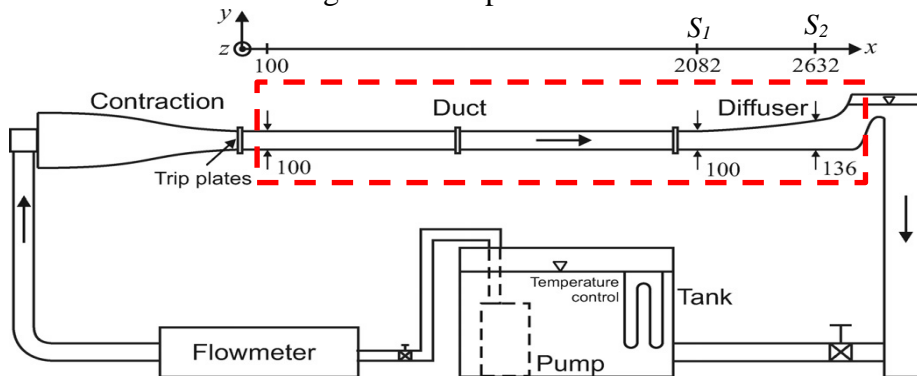 y
S1 S2
z x
100 2082 2632
Contraction Duct Diffuser
Trip plates
100 100 136
Temperature
control
Tank
Flowmeter
Pump